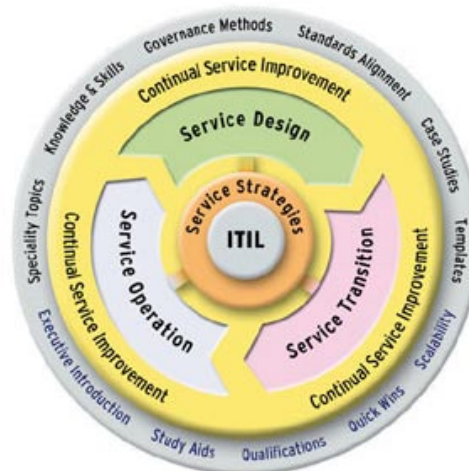 Governance Methods
Standards Alignment
Case Studies
Templates
Scalability
Quick Wins
Qualifications
Study Aids
Executive Introduction
Speciality Topics
Knowledge & Skills
Continual Service Improvement
Continual Service Improvement
Continual Service Improvement
Service Design
Service Transition
Service Operation
Service Strategies
ITIL